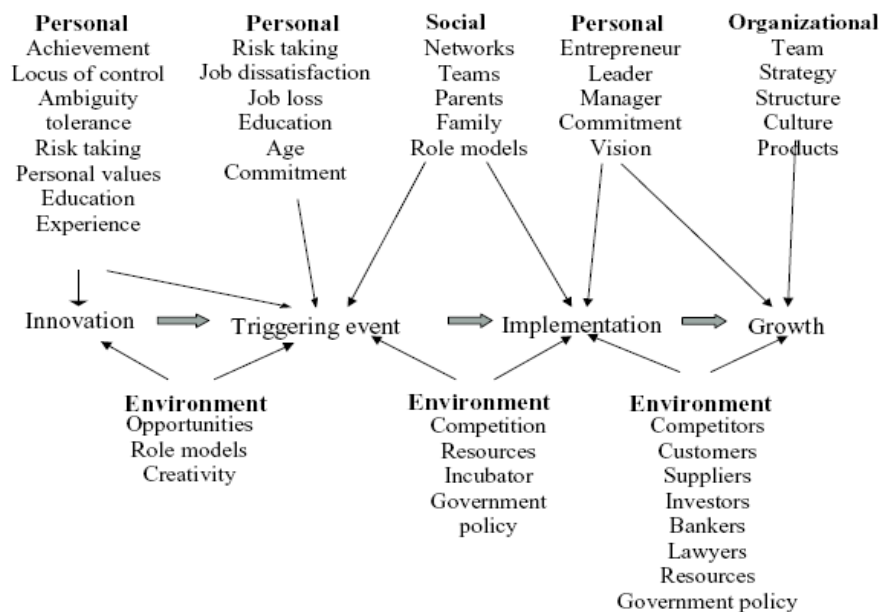 Personal
Achievement
Locus of control
Ambiguity
tolerance
Risk taking
Personal values
Education
Experience
Personal
Risk taking
Job dissatisfaction
Job loss
Education
Age
Commitment
Social
Networks
Teams
Parents
Family
Role models
Personal
Entrepreneur
Leader
Manager
Commitment
Vision
Organizational
Team
Strategy
Structure
Culture
Products
Innovation
Triggering event
Implementation
Growth
Environment
Opportunities
Role models
Creativity
Environment
Competition
Resources
Incubator
Government
policy
Environment
Competitors
Customers
Suppliers
Investors
Bankers
Lawyers
Resources
Government policy